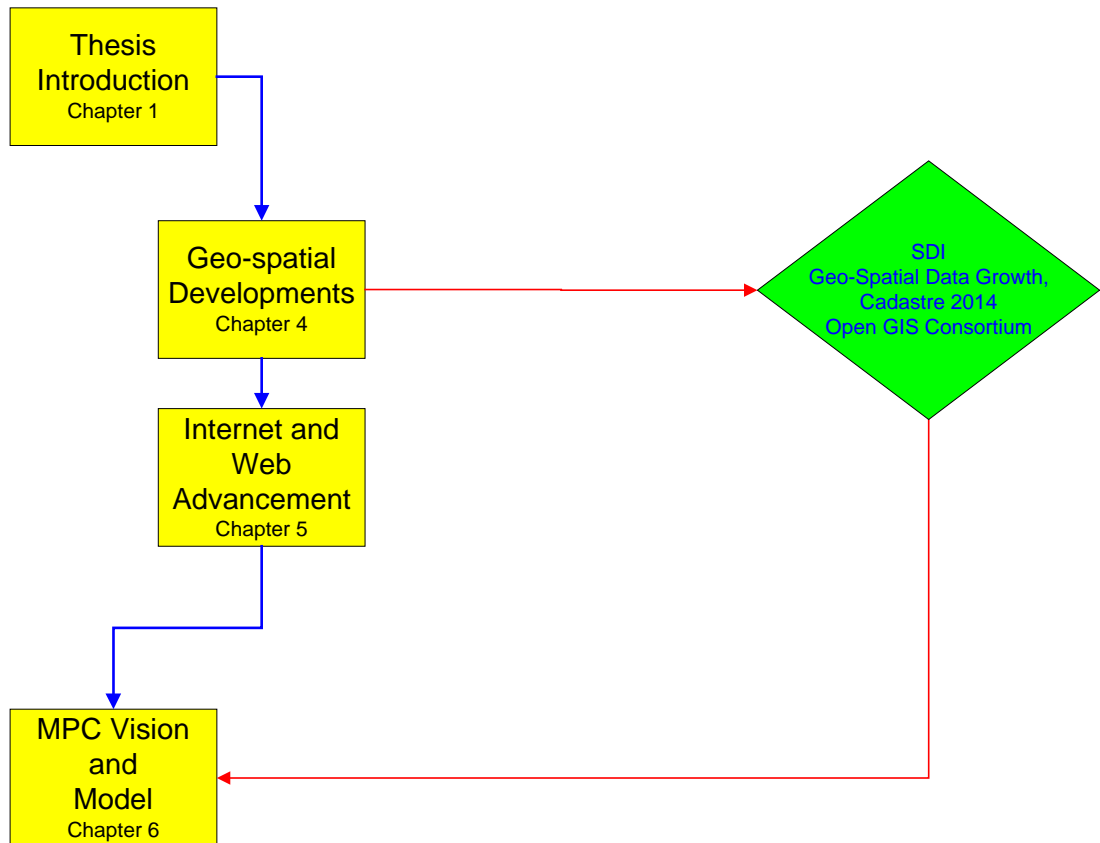 Thesis
Introduction
Chapter 1
Geo-spatial
Developments
Chapter 4
SDI
Geo-Spatial Data Growth,
Cadastre 2014
Open GIS Consortium
Internet and
Web
Advancement
Chapter 5
MPC Vision
and
Model
Chapter 6